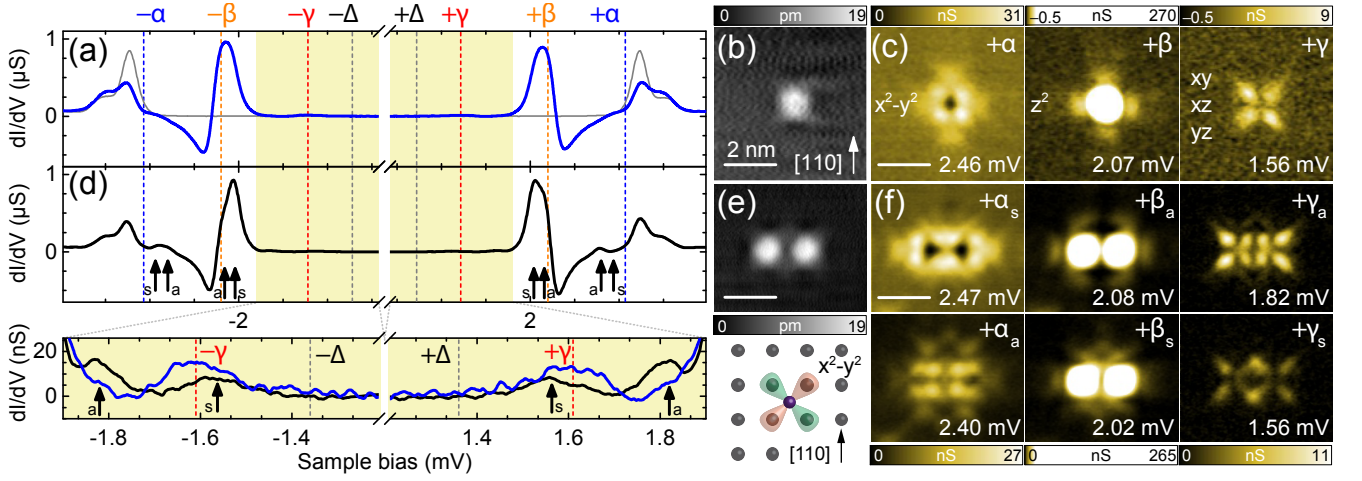 −α −β −γ −Δ +Δ +γ +β +α
(a)
dI/dV (µS)
1
0
(d)
dI/dV (µS)
1
0
s a a s s a a s
-2 2
dI/dV (nS)
20
0
−γ −Δ +Δ +γ
a s s a
-1.8 -1.6 -1.4 1.4 1.6 1.8
Sample bias (mV)
0 pm 19
(b)
2 nm
[110]
(e)
0 pm 19
x²-y²
[110]
0 nS 31
−0.5 nS 270
−0.5 nS 9
(c) +α
x²-y²
2.46 mV
+β
z²
2.07 mV
+γ
xy
xz
yz
1.56 mV
(f) +αs
2.47 mV
+βa
2.08 mV
+γa
1.82 mV
+αa
2.40 mV
+βs
2.02 mV
+γs
1.56 mV
0 nS 27
0 nS 265
0 nS 11